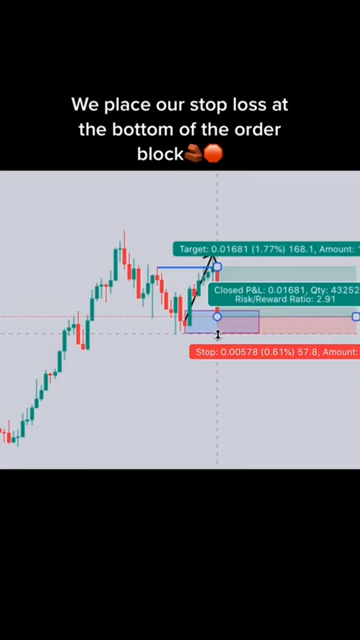 We place our stop loss at
the bottom of the order
block
Target: 0.01681 (1.77%) 168.1, Amount:
Closed P&L: 0.01681, Qty: 43252
Risk/Reward Ratio: 2.91
Stop: 0.00578 (0.61%) 57.8, Amount: